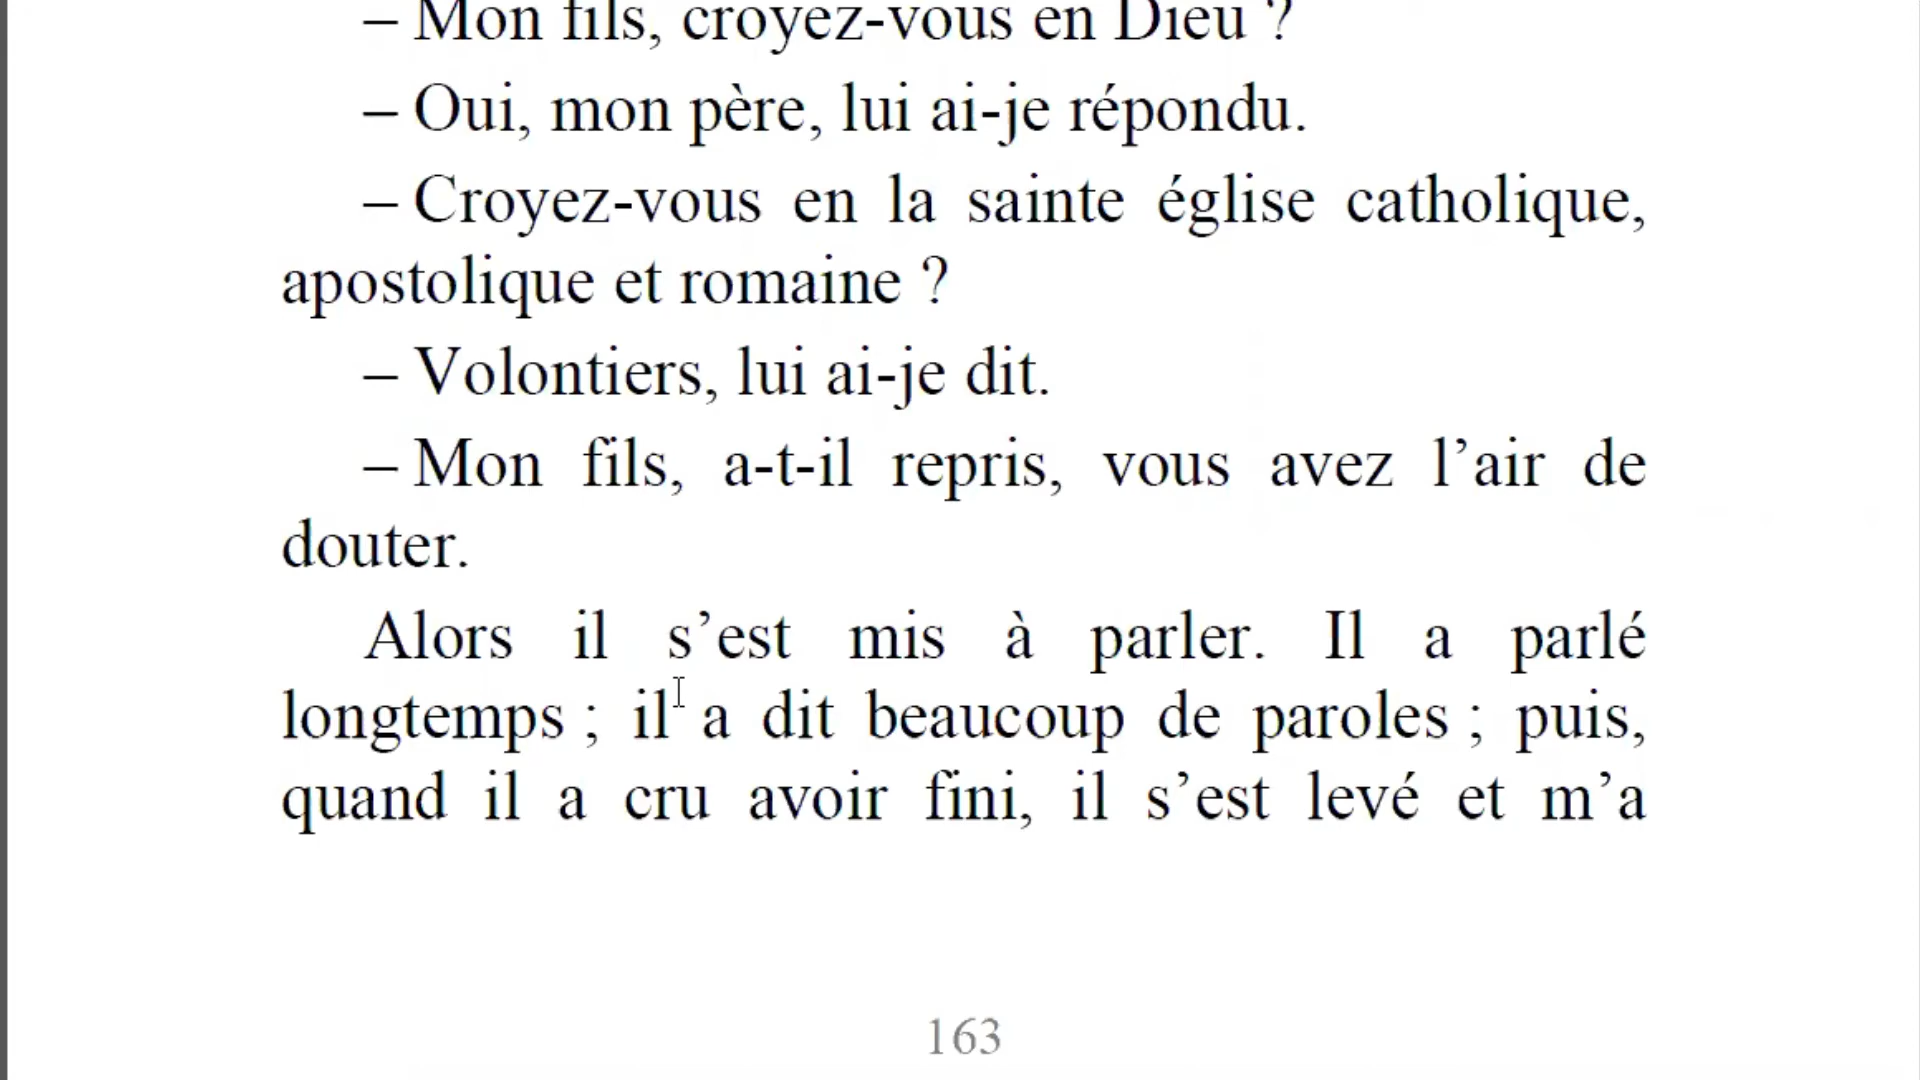 – Mon fils, croyez-vous en Dieu ?
– Oui, mon père, lui ai-je répondu.
– Croyez-vous en la sainte église catholique,
apostolique et romaine ?
– Volontiers, lui ai-je dit.
– Mon fils, a-t-il repris, vous avez l’air de
douter.
Alors il s’est mis à parler. Il a parlé
longtemps ; il a dit beaucoup de paroles ; puis,
quand il a cru avoir fini, il s’est levé et m’a
163